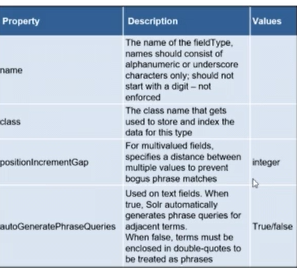 Property Description Values
name
The name of the fieldType,
names should consist of
alphanumeric or underscore
characters only; should not
start with a digit – not
enforced
class
The class name that gets
used to store and index the
data for this type
positionIncrementGap
For multivalued fields,
specifies a distance between
multiple values to prevent
bogus phrase matches
integer
autoGeneratePhraseQueries
Used on text fields. When
true, Solr automatically
generates phrase queries for
adjacent terms.
When false, terms must be
enclosed in double-quotes to
be treated as phrases
True/false